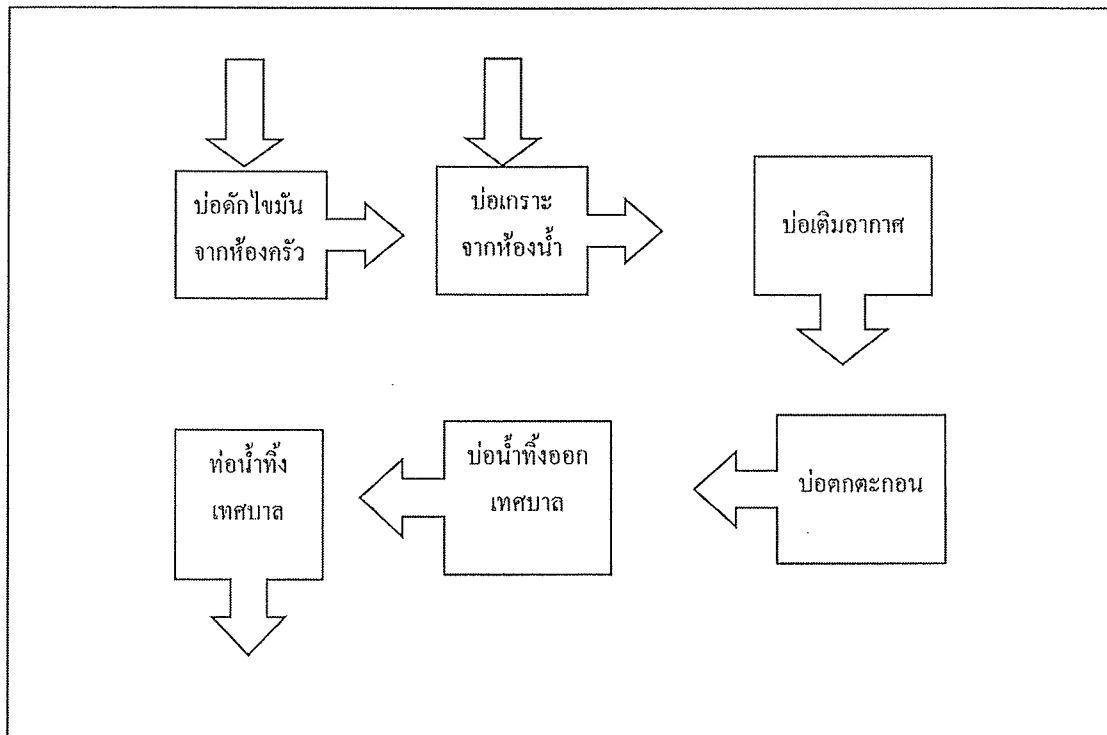 บ่อดักไขมัน
จากห้องครัว
บ่อเกราะ
จากห้องน้ำ
บ่อเติมอากาศ
ท่อน้ำทิ้ง
เทศบาล
บ่อน้ำทิ้งออก
เทศบาล
บ่อตกตะกอน